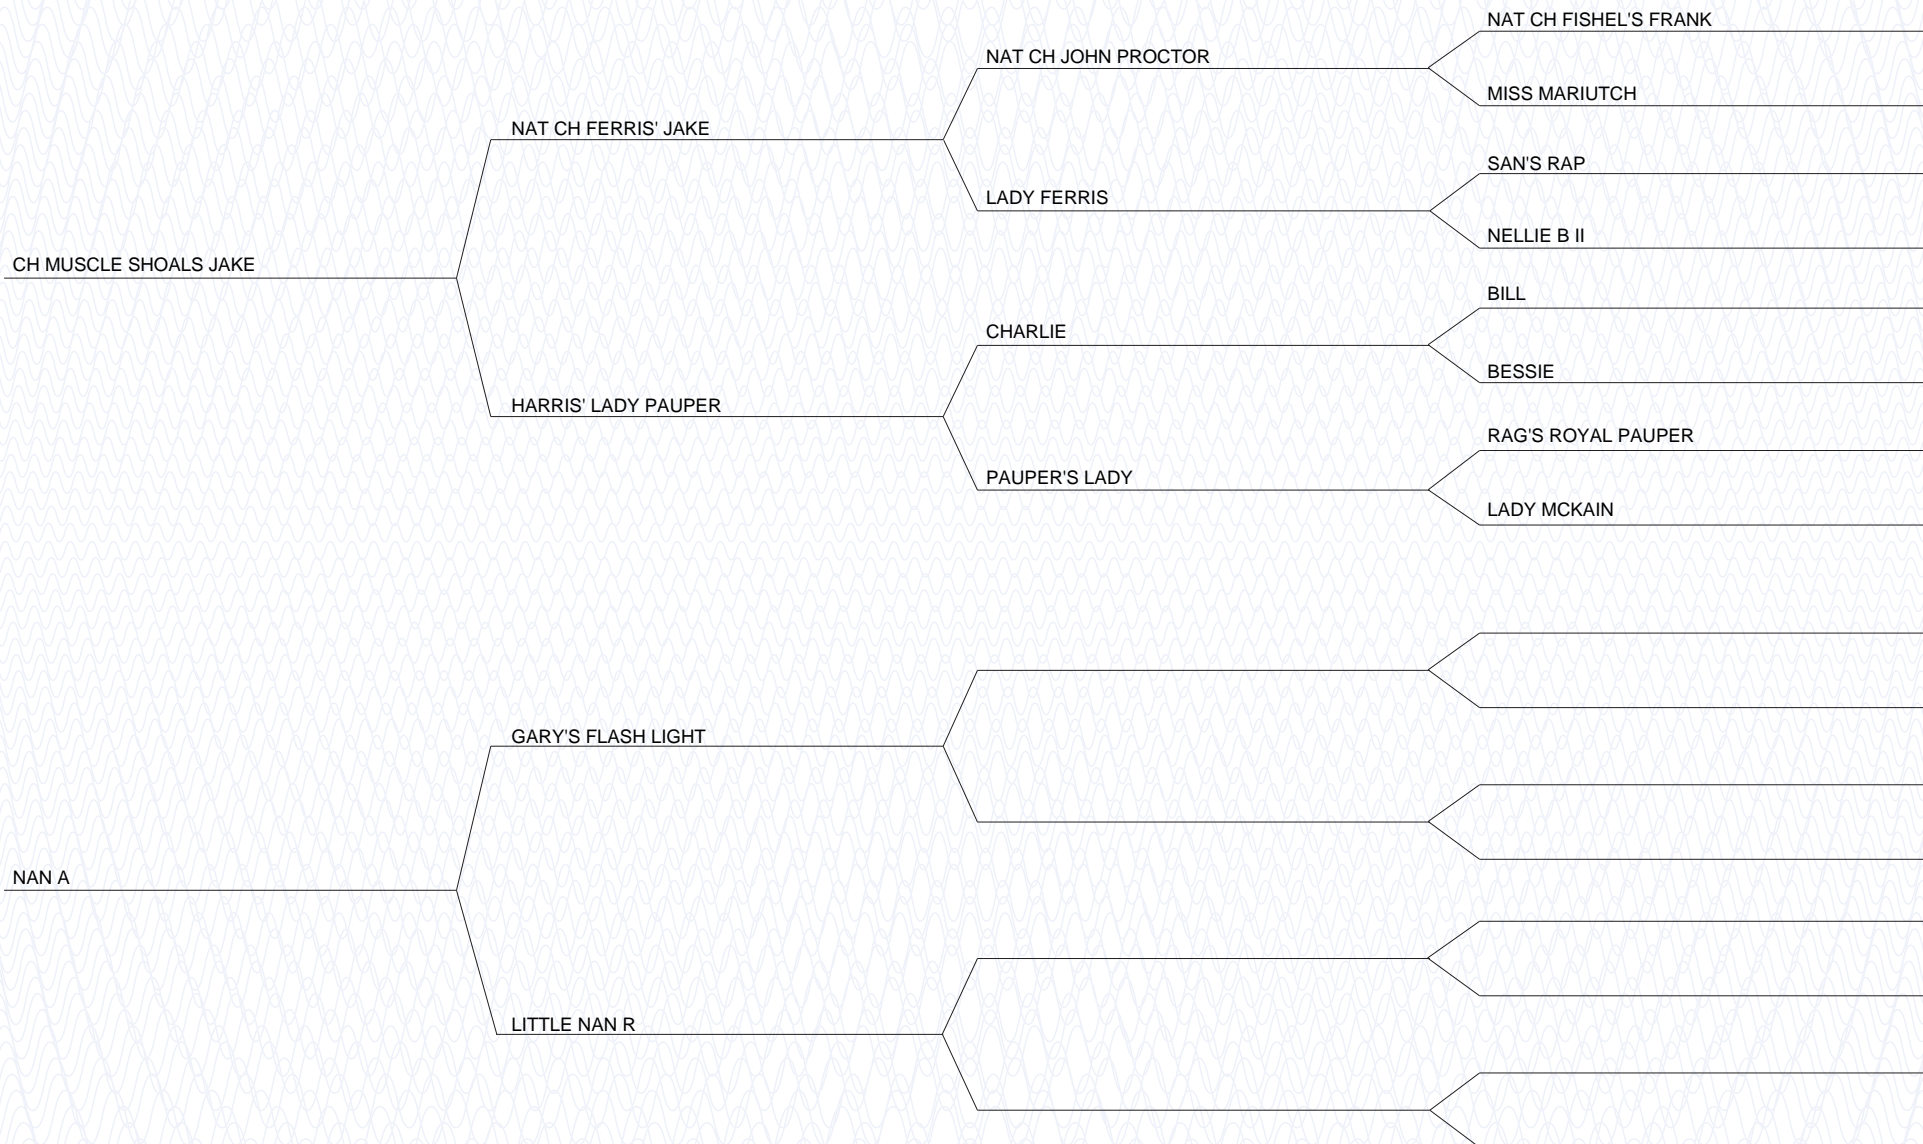 NAT CH FISHEL'S FRANK
NAT CH JOHN PROCTOR
MISS MARIUTCH
NAT CH FERRIS' JAKE
SAN'S RAP
LADY FERRIS
NELLIE B II
CH MUSCLE SHOALS JAKE
BILL
CHARLIE
BESSIE
HARRIS' LADY PAUPER
RAG'S ROYAL PAUPER
PAUPER'S LADY
LADY MCKAIN
GARY'S FLASH LIGHT
NAN A
LITTLE NAN R